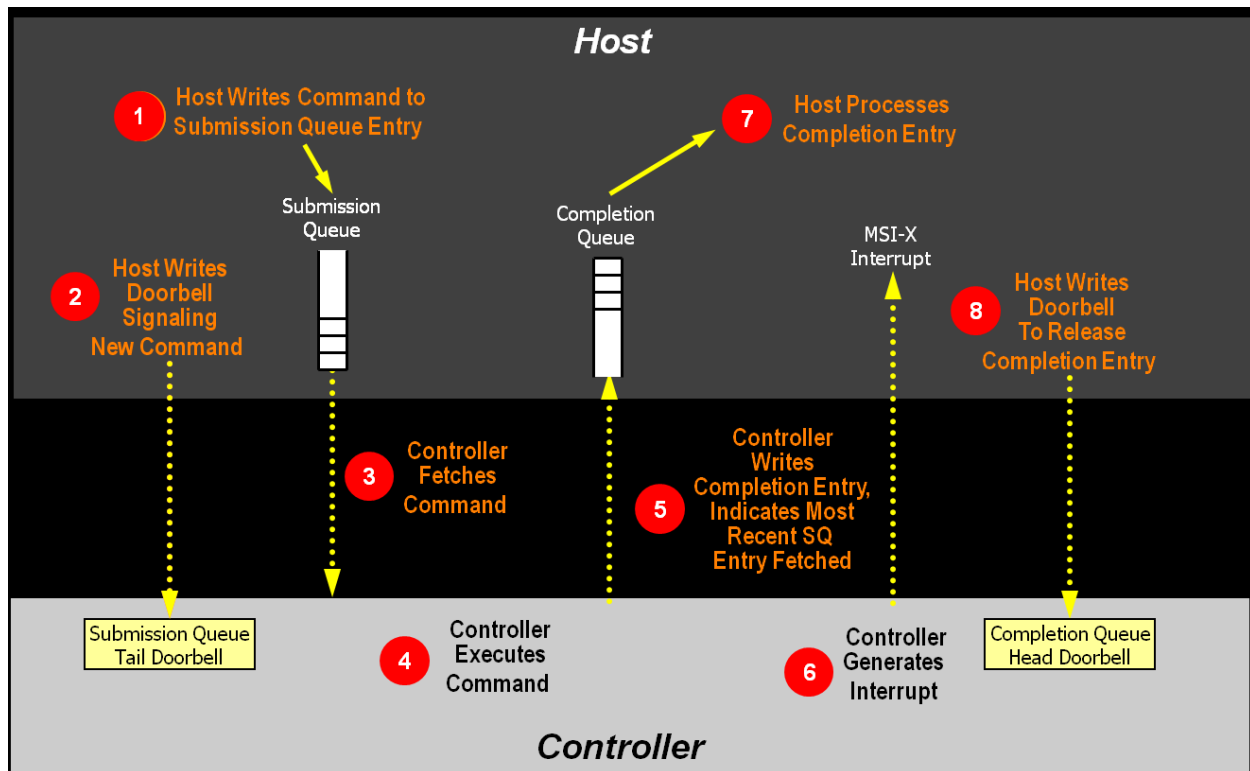 Host
1
Host Writes Command to
Submission Queue Entry
7
Host Processes
Completion Entry
Submission
Queue
Completion
Queue
MSI-X
Interrupt
2
Host Writes
Doorbell
Signaling
New Command
8
Host Writes
Doorbell
To Release
Completion Entry
3
Controller
Fetches
Command
5
Controller
Writes
Completion Entry,
Indicates Most
Recent SQ
Entry Fetched
Submission Queue
Tail Doorbell
4
Controller
Executes
Command
6
Controller
Generates
Interrupt
Completion Queue
Head Doorbell
Controller